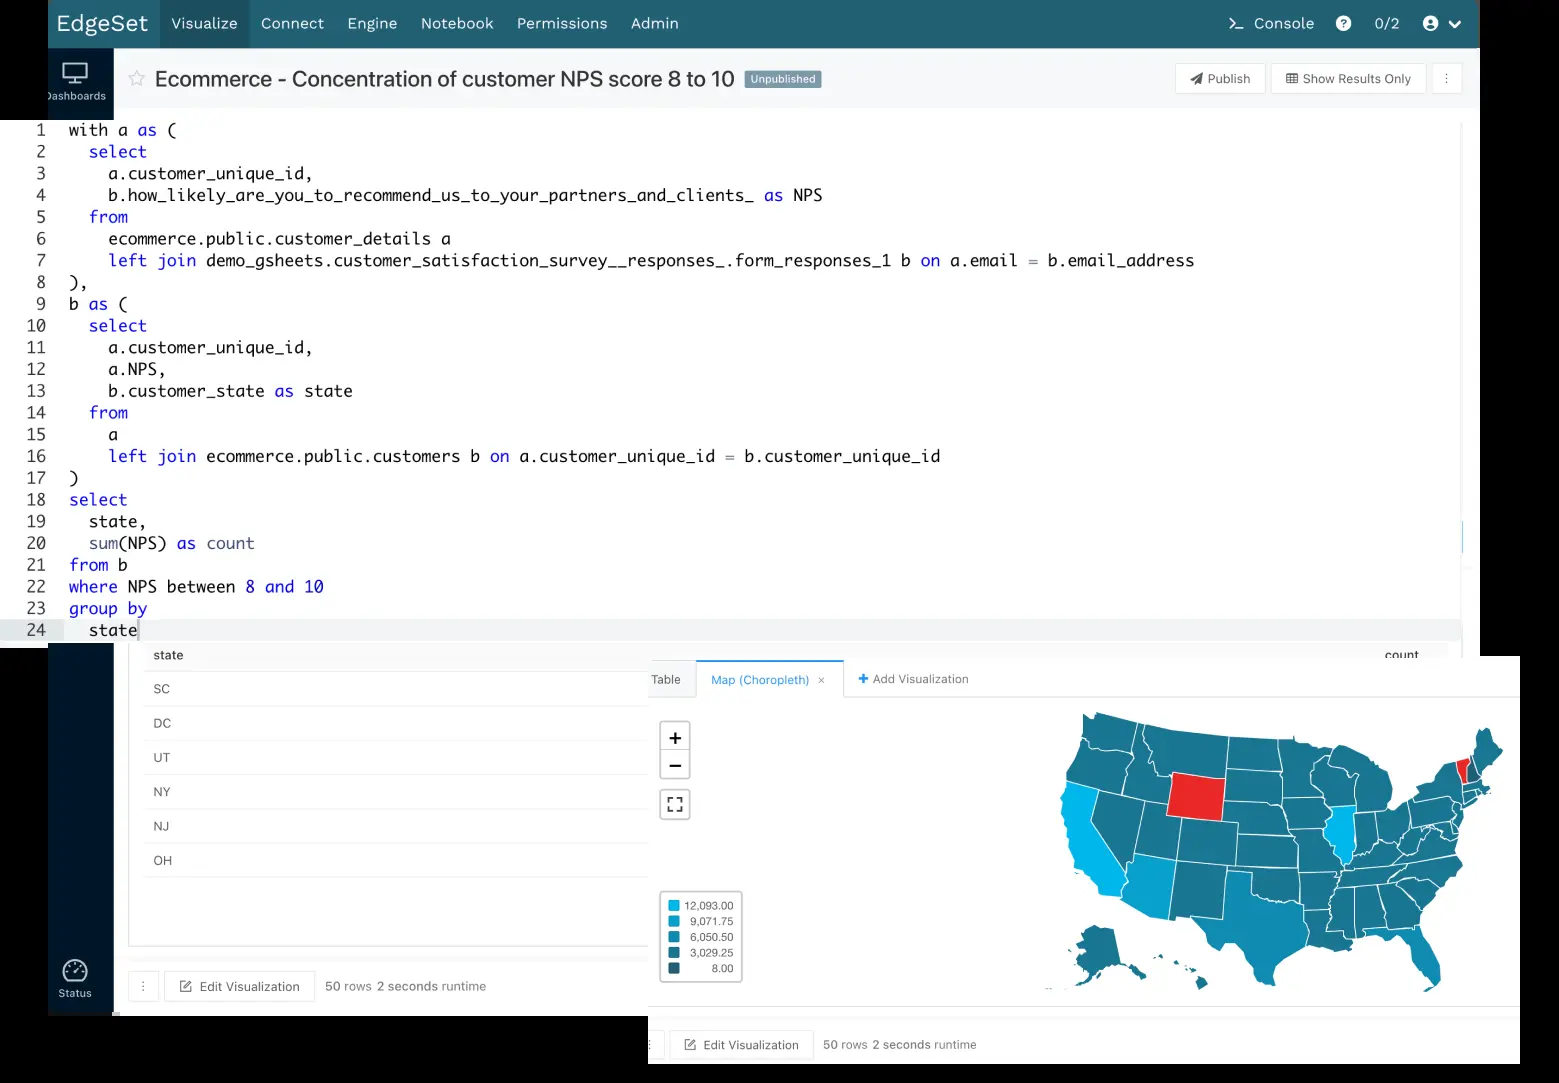 EdgeSet Visualize Connect Engine Notebook Permissions Admin >_ Console ? 0/2
Dashboards
Ecommerce - Concentration of customer NPS score 8 to 10 Unpublished Publish Show Results Only
1 with a as (
2 select
3 a.customer_unique_id,
4 b.how_likely_are_you_to_recommend_us_to_your_partners_and_clients_ as NPS
5 from
6 ecommerce.public.customer_details a
7 left join demo_gsheets.customer_satisfaction_survey__responses_.form_responses_1 b on a.email = b.email_address
8 ),
9 b as (
10 select
11 a.customer_unique_id,
12 a.NPS,
13 b.customer_state as state
14 from
15 a
16 left join ecommerce.public.customers b on a.customer_unique_id = b.customer_unique_id
17 )
18 select
19 state,
20 sum(NPS) as count
21 from b
22 where NPS between 8 and 10
23 group by
24 state
state count
SC
DC
UT
NY
NJ
OH
Status
Edit Visualization 50 rows 2 seconds runtime
Table Map (Choropleth) × + Add Visualization
+
−
12,093.00
9,071.75
6,050.50
3,029.25
8.00
Edit Visualization 50 rows 2 seconds runtime